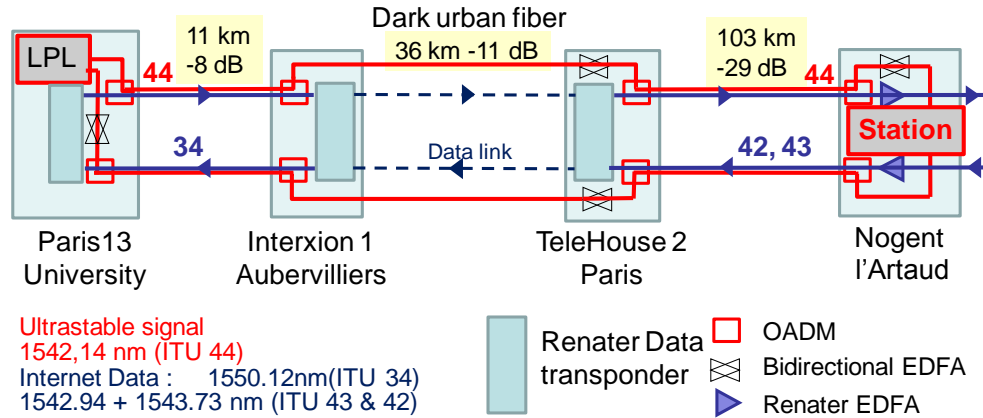 Dark urban fiber
LPL
11 km
-8 dB
36 km -11 dB
103 km
-29 dB
44
44
Station
34
Data link
42, 43
Paris13
University
Interxion 1
Aubervilliers
TeleHouse 2
Paris
Nogent
l'Artaud
Ultrastable signal
1542,14 nm (ITU 44)
Internet Data : 1550.12nm(ITU 34)
1542.94 + 1543.73 nm (ITU 43 & 42)
Renater Data
transponder
OADM
Bidirectional EDFA
Renater EDFA